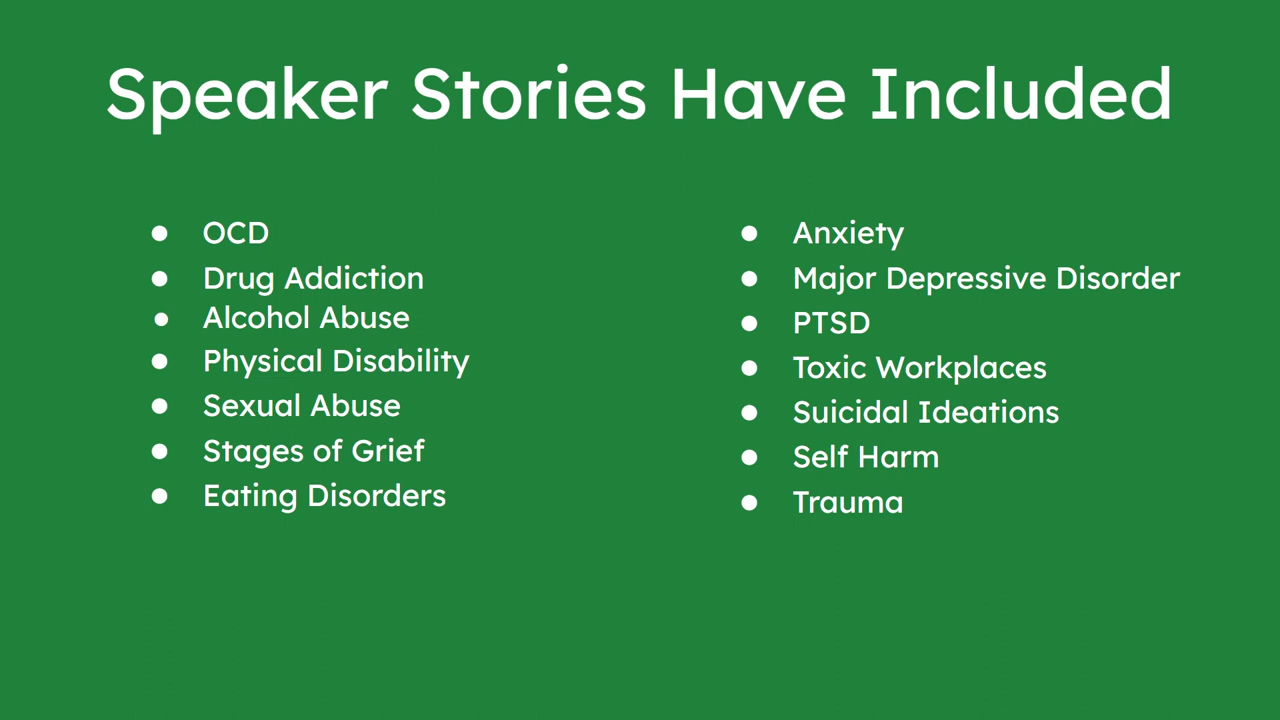 Speaker Stories Have Included
● OCD
● Drug Addiction
● Alcohol Abuse
● Physical Disability
● Sexual Abuse
● Stages of Grief
● Eating Disorders
● Anxiety
● Major Depressive Disorder
● PTSD
● Toxic Workplaces
● Suicidal Ideations
● Self Harm
● Trauma